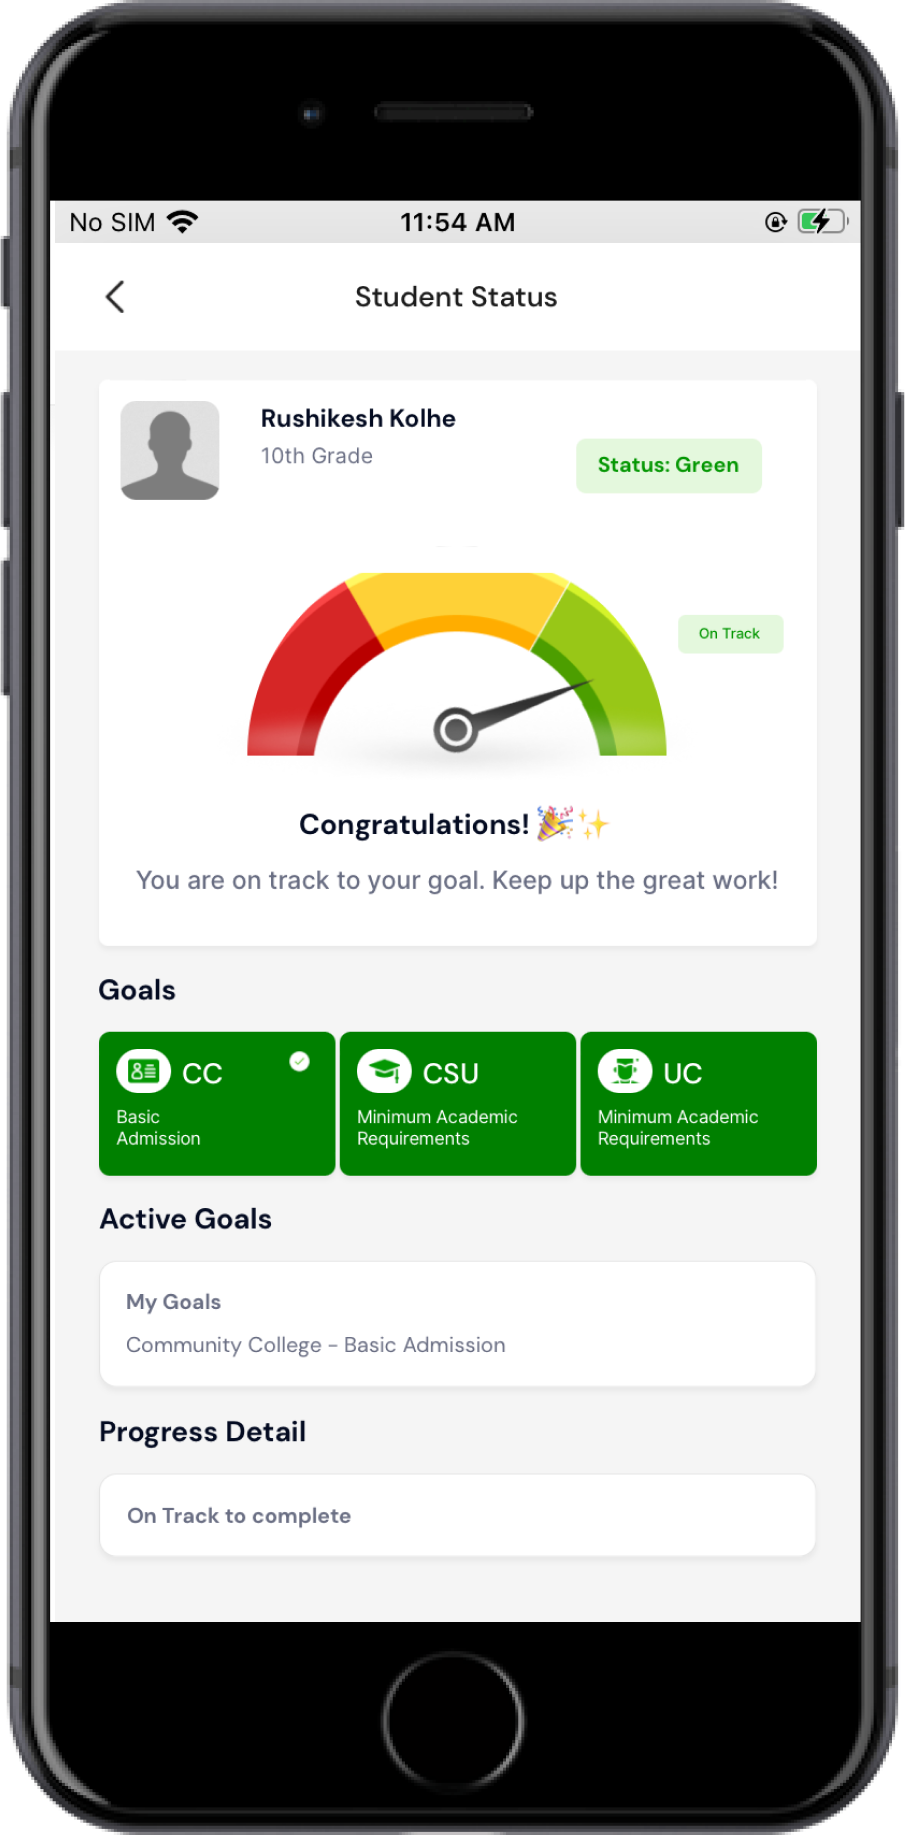 No SIM
11:54 AM
Student Status
Rushikesh Kolhe
10th Grade
Status: Green
On Track
Congratulations! 🎉✨
You are on track to your goal. Keep up the great work!
Goals
CC
Basic
Admission
CSU
Minimum Academic
Requirements
UC
Minimum Academic
Requirements
Active Goals
My Goals
Community College - Basic Admission
Progress Detail
On Track to complete